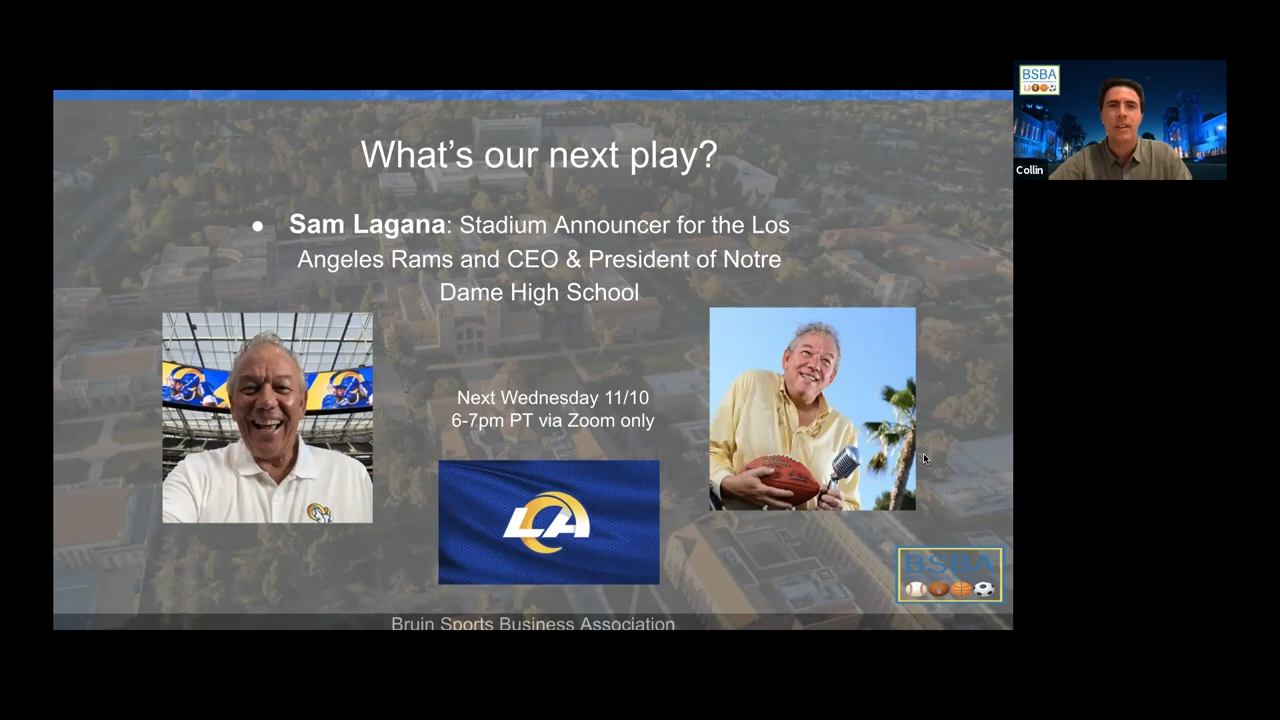 What's our next play?
● Sam Lagana: Stadium Announcer for the Los
Angeles Rams and CEO & President of Notre
Dame High School
Next Wednesday 11/10
6-7pm PT via Zoom only
LA
BSBA
Bruin Sports Business Association
BSBA
Collin